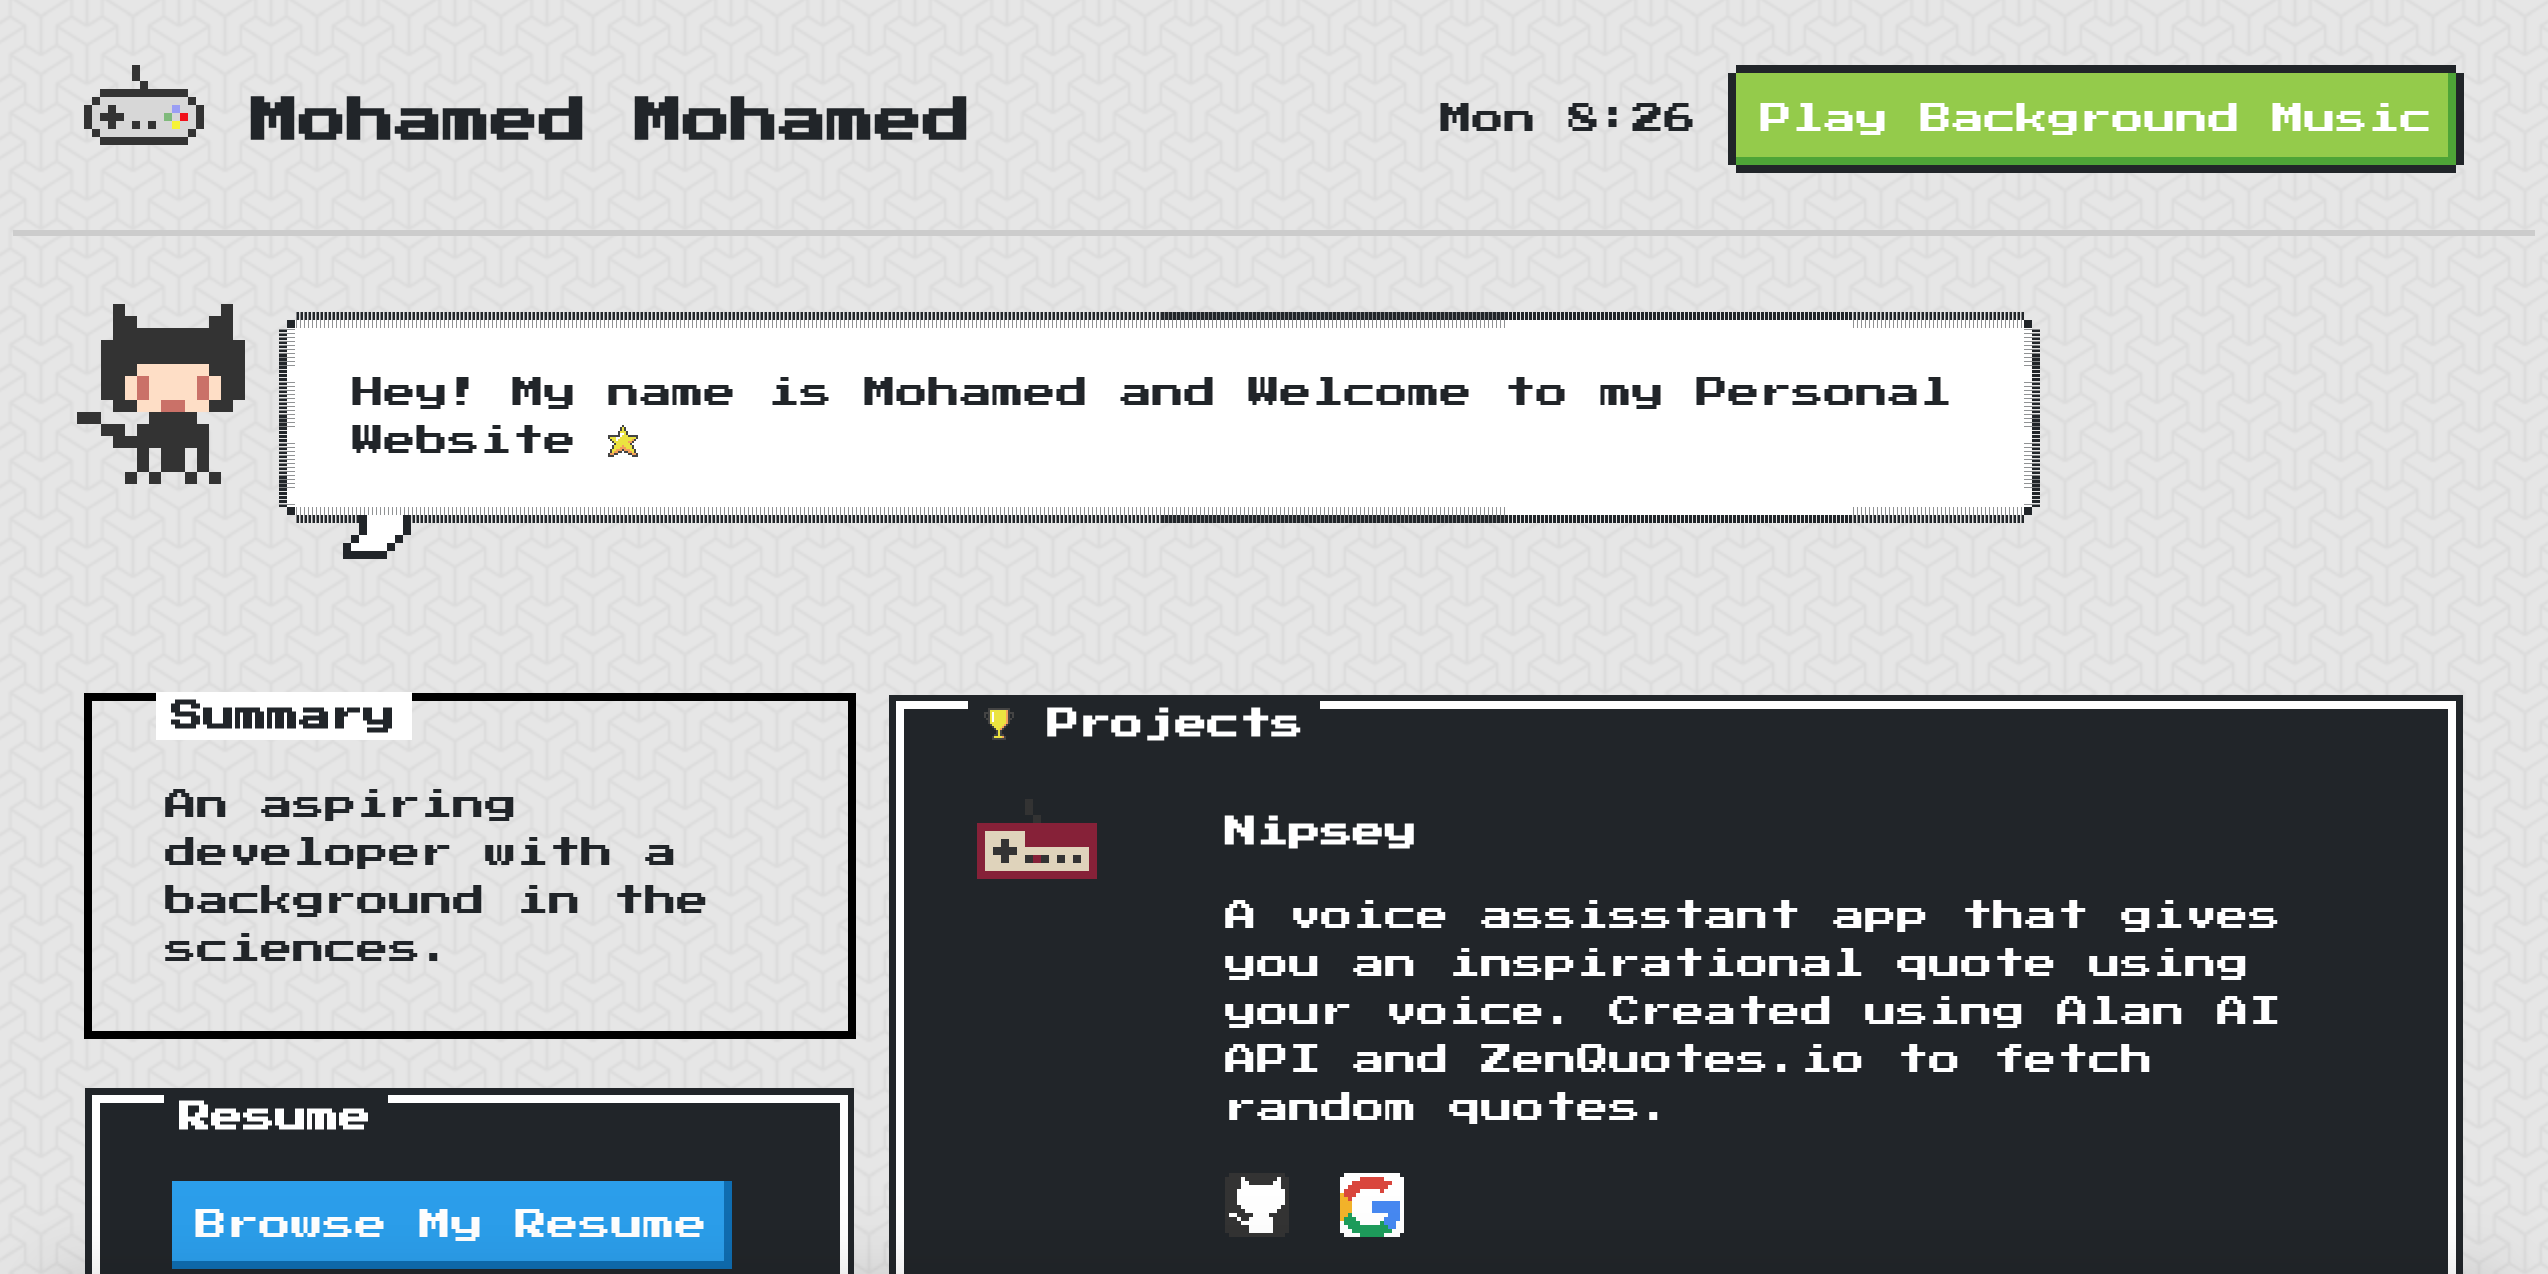 Mohamed Mohamed
Mon 8:26
Play Background Music
Hey! My name is Mohamed and Welcome to my Personal
Website
Summary
An aspiring
developer with a
background in the
sciences.
Resume
Browse My Resume
Projects
Nipsey
A voice assisstant app that gives
you an inspirational quote using
your voice. Created using Alan AI
API and ZenQuotes.io to fetch
random quotes.